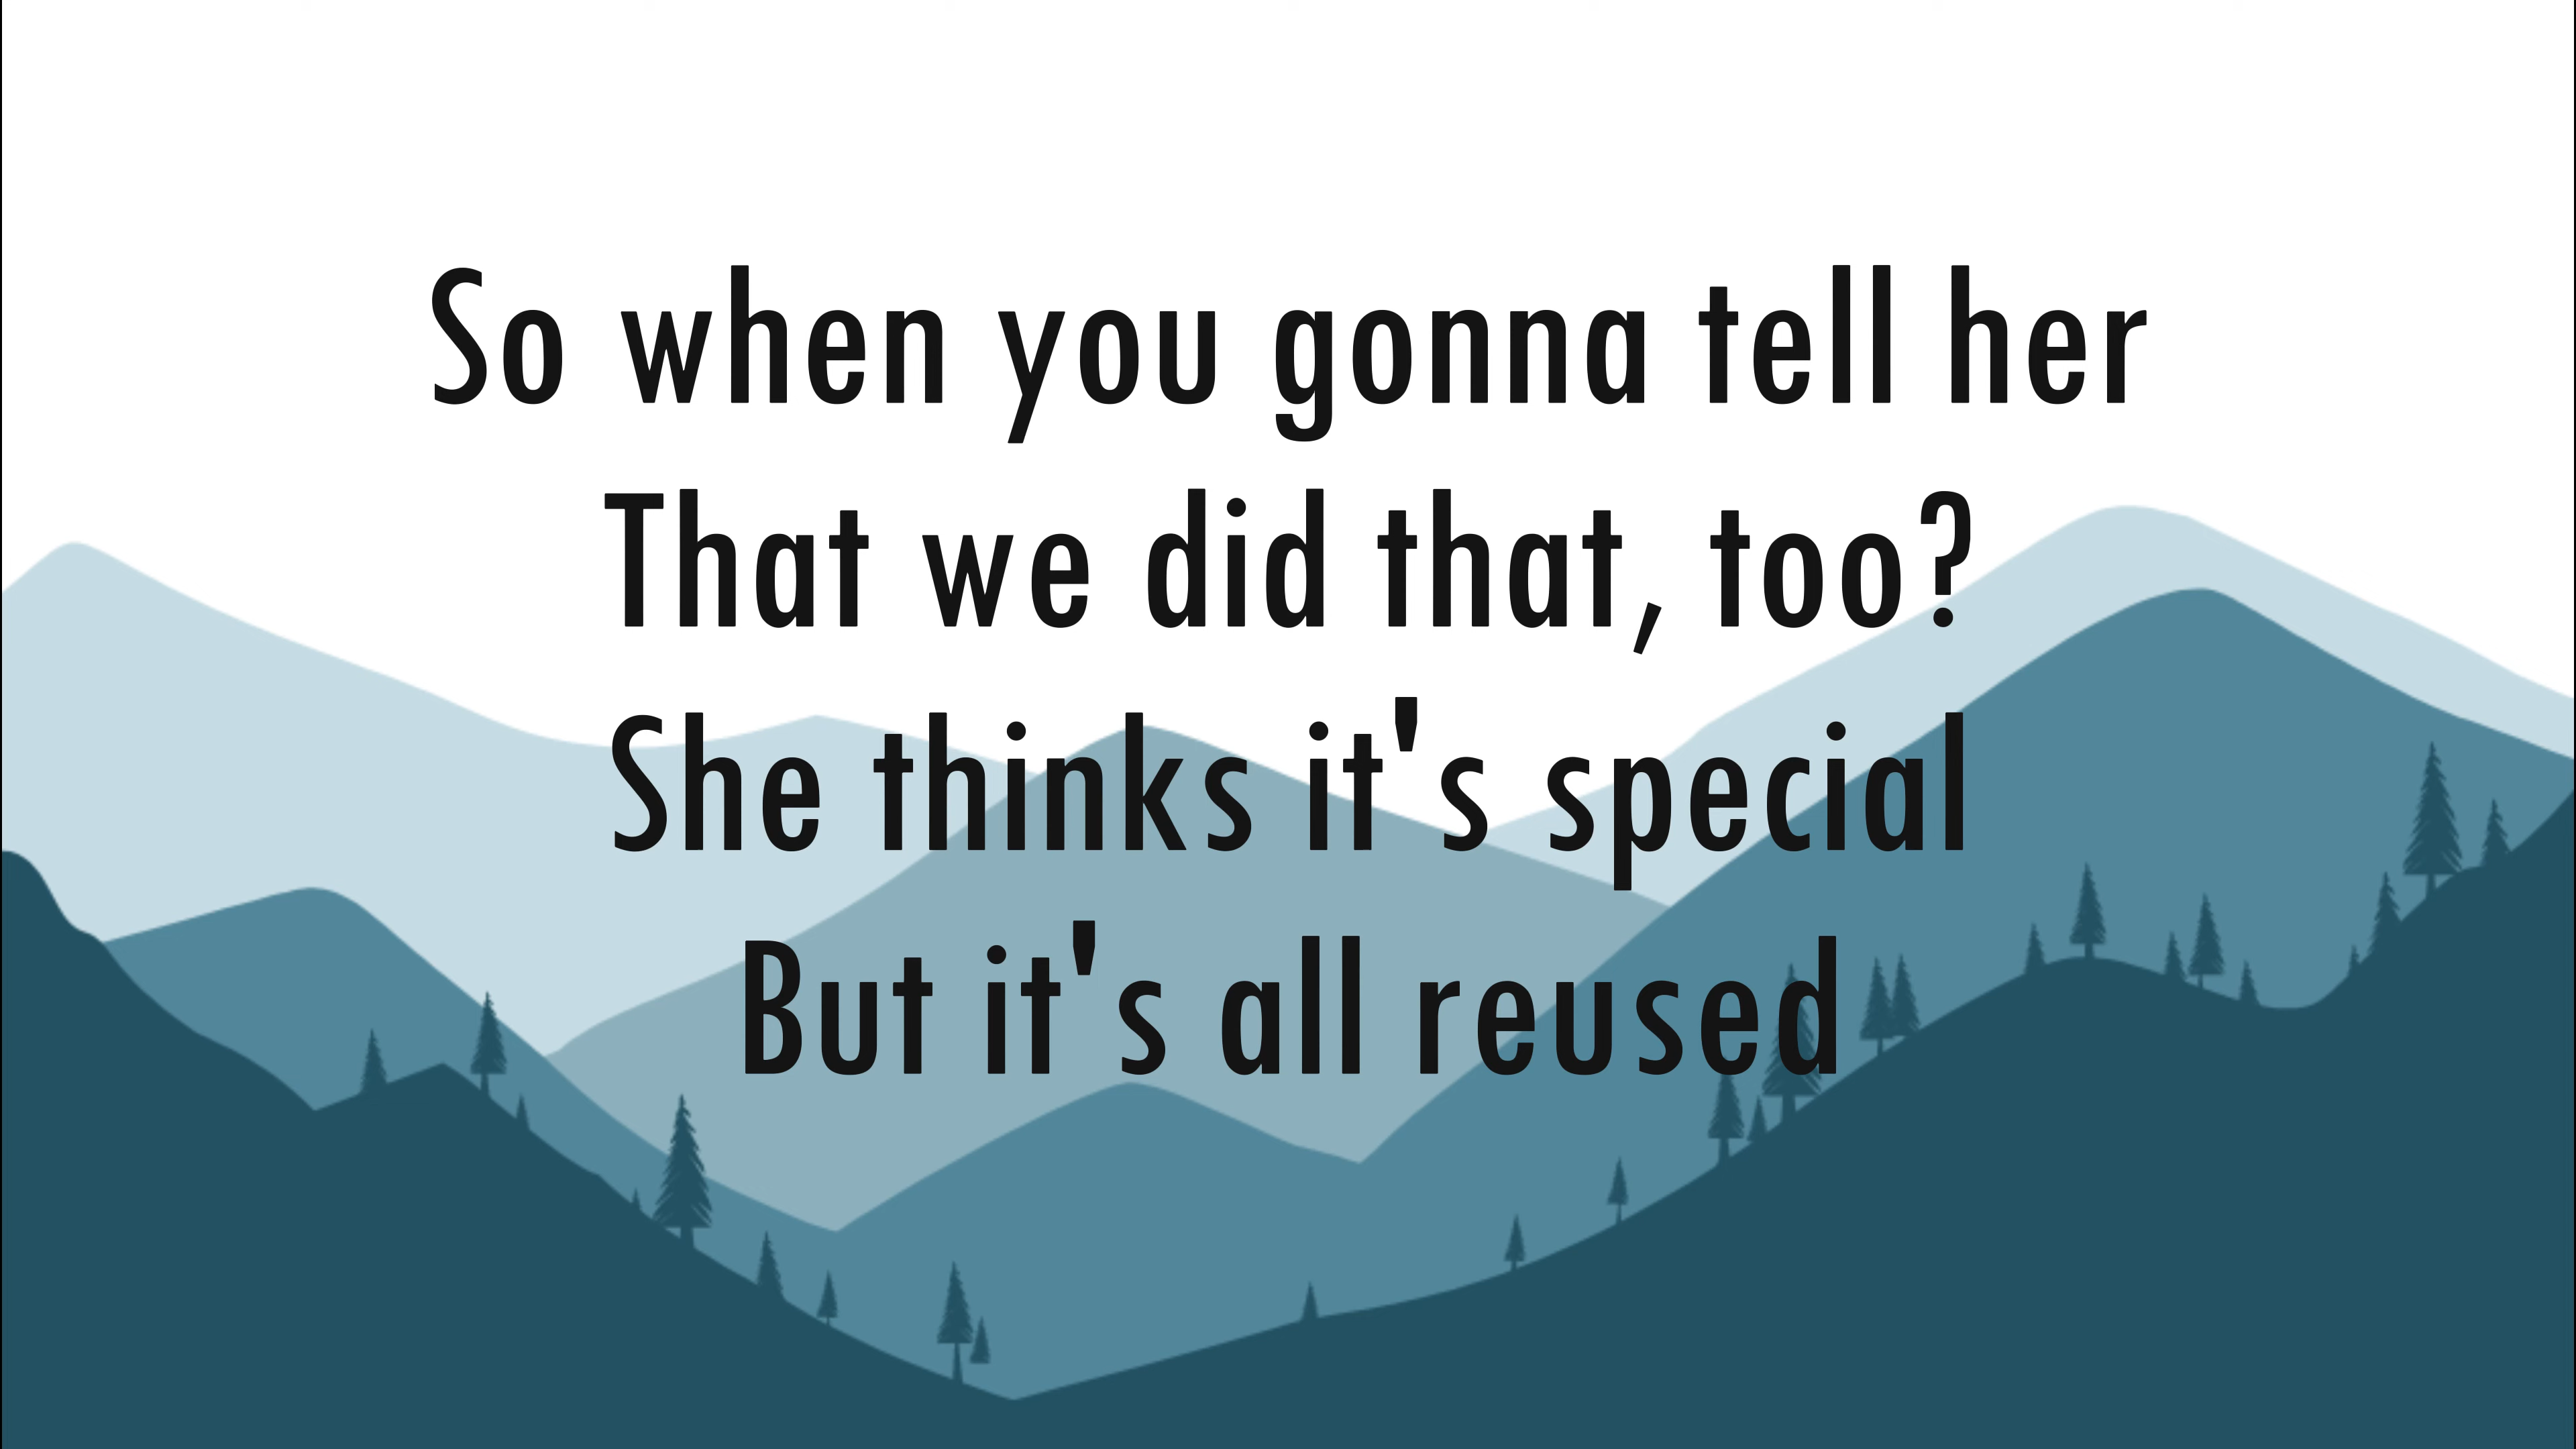 So when you gonna tell her
That we did that, too?
She thinks it's special
But it's all reused